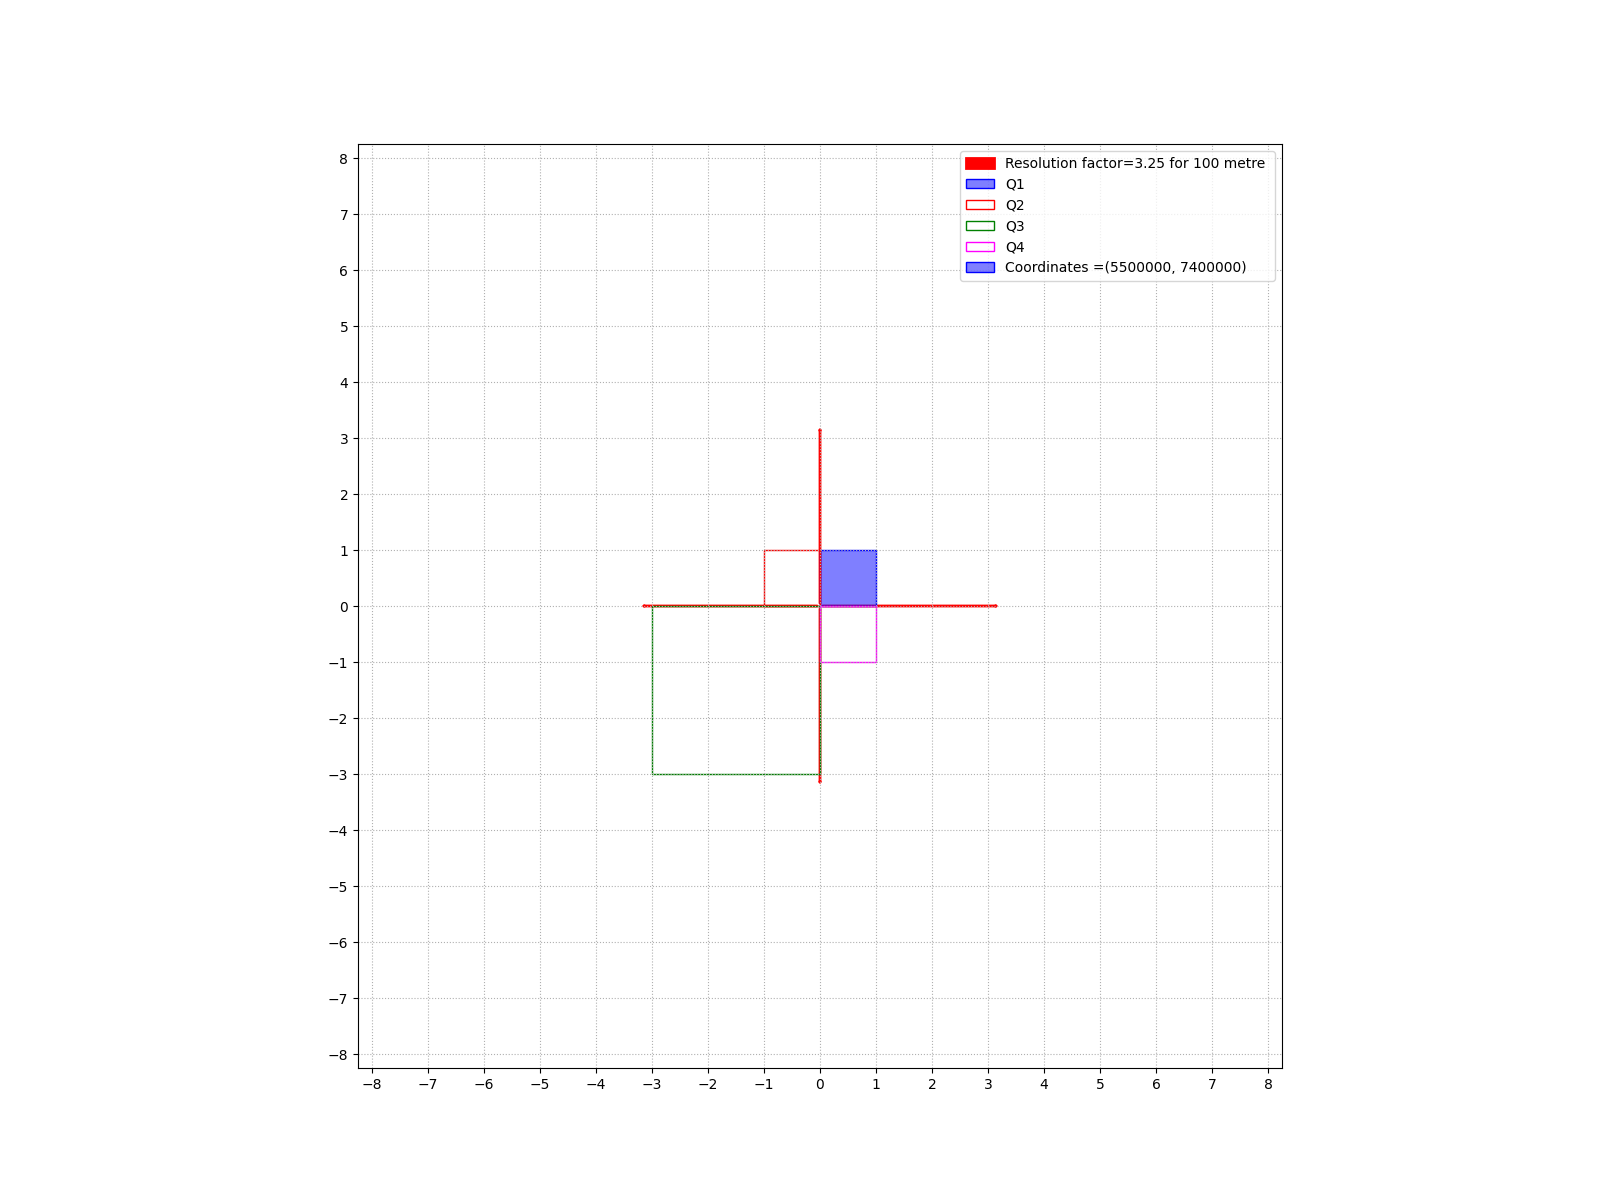 Resolution factor=3.25 for 100 metre
Q1
Q2
Q3
Q4
Coordinates =(5500000, 7400000)
8
7
6
5
4
3
2
1
0
−1
−2
−3
−4
−5
−6
−7
−8
−8 −7 −6 −5 −4 −3 −2 −1 0 1 2 3 4 5 6 7 8